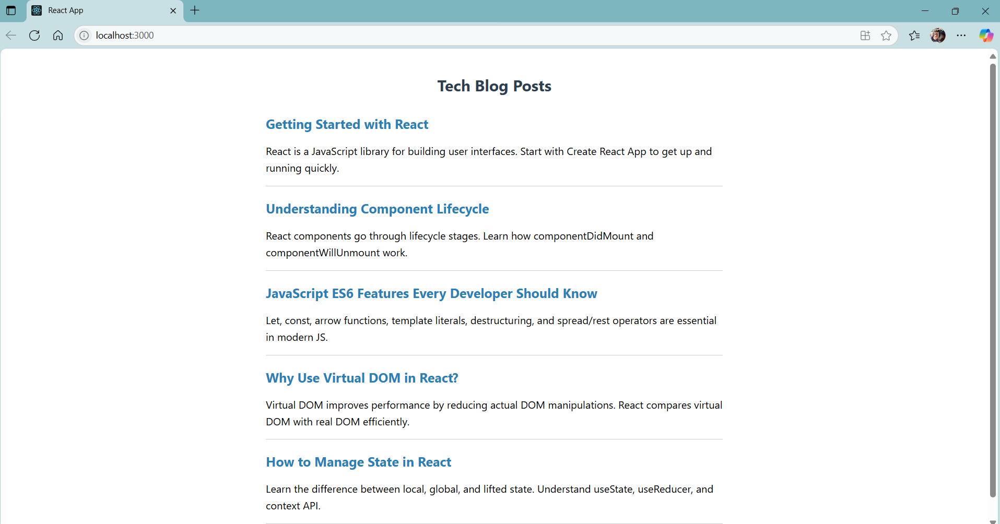 React App
localhost:3000
Tech Blog Posts
Getting Started with React
React is a JavaScript library for building user interfaces. Start with Create React App to get up and
running quickly.
Understanding Component Lifecycle
React components go through lifecycle stages. Learn how componentDidMount and
componentWillUnmount work.
JavaScript ES6 Features Every Developer Should Know
Let, const, arrow functions, template literals, destructuring, and spread/rest operators are essential
in modern JS.
Why Use Virtual DOM in React?
Virtual DOM improves performance by reducing actual DOM manipulations. React compares virtual
DOM with real DOM efficiently.
How to Manage State in React
Learn the difference between local, global, and lifted state. Understand useState, useReducer, and
context API.